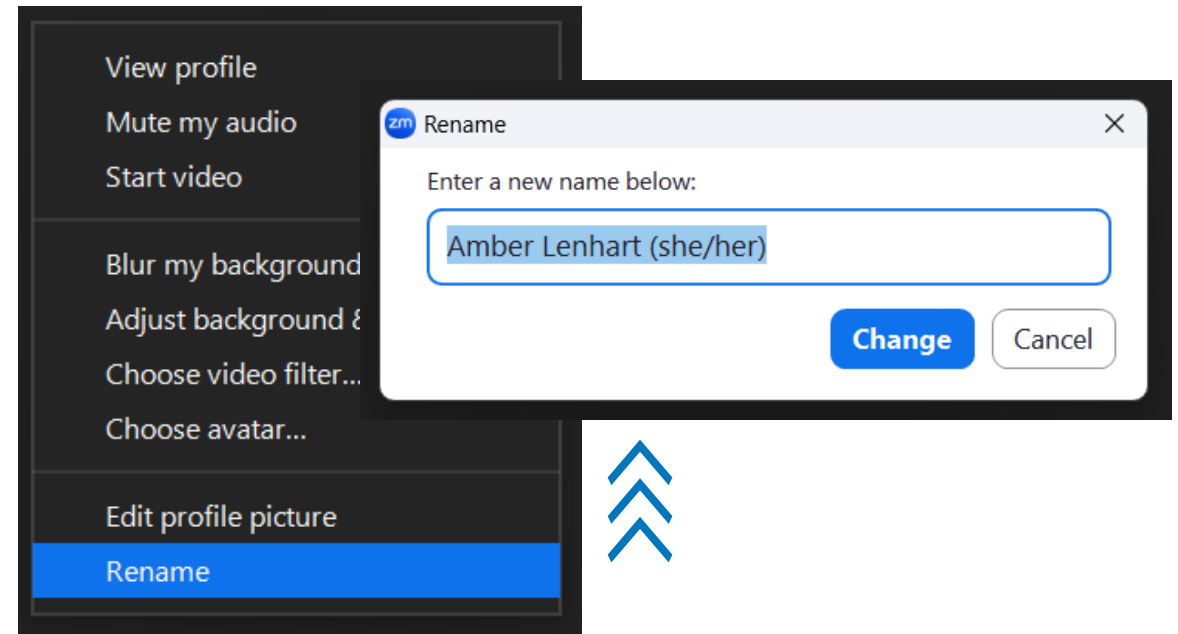 View profile
Mute my audio
Start video
Blur my background
Adjust background &
Choose video filter...
Choose avatar...
Edit profile picture
Rename
zm Rename
Enter a new name below:
Amber Lenhart (she/her)
Change Cancel